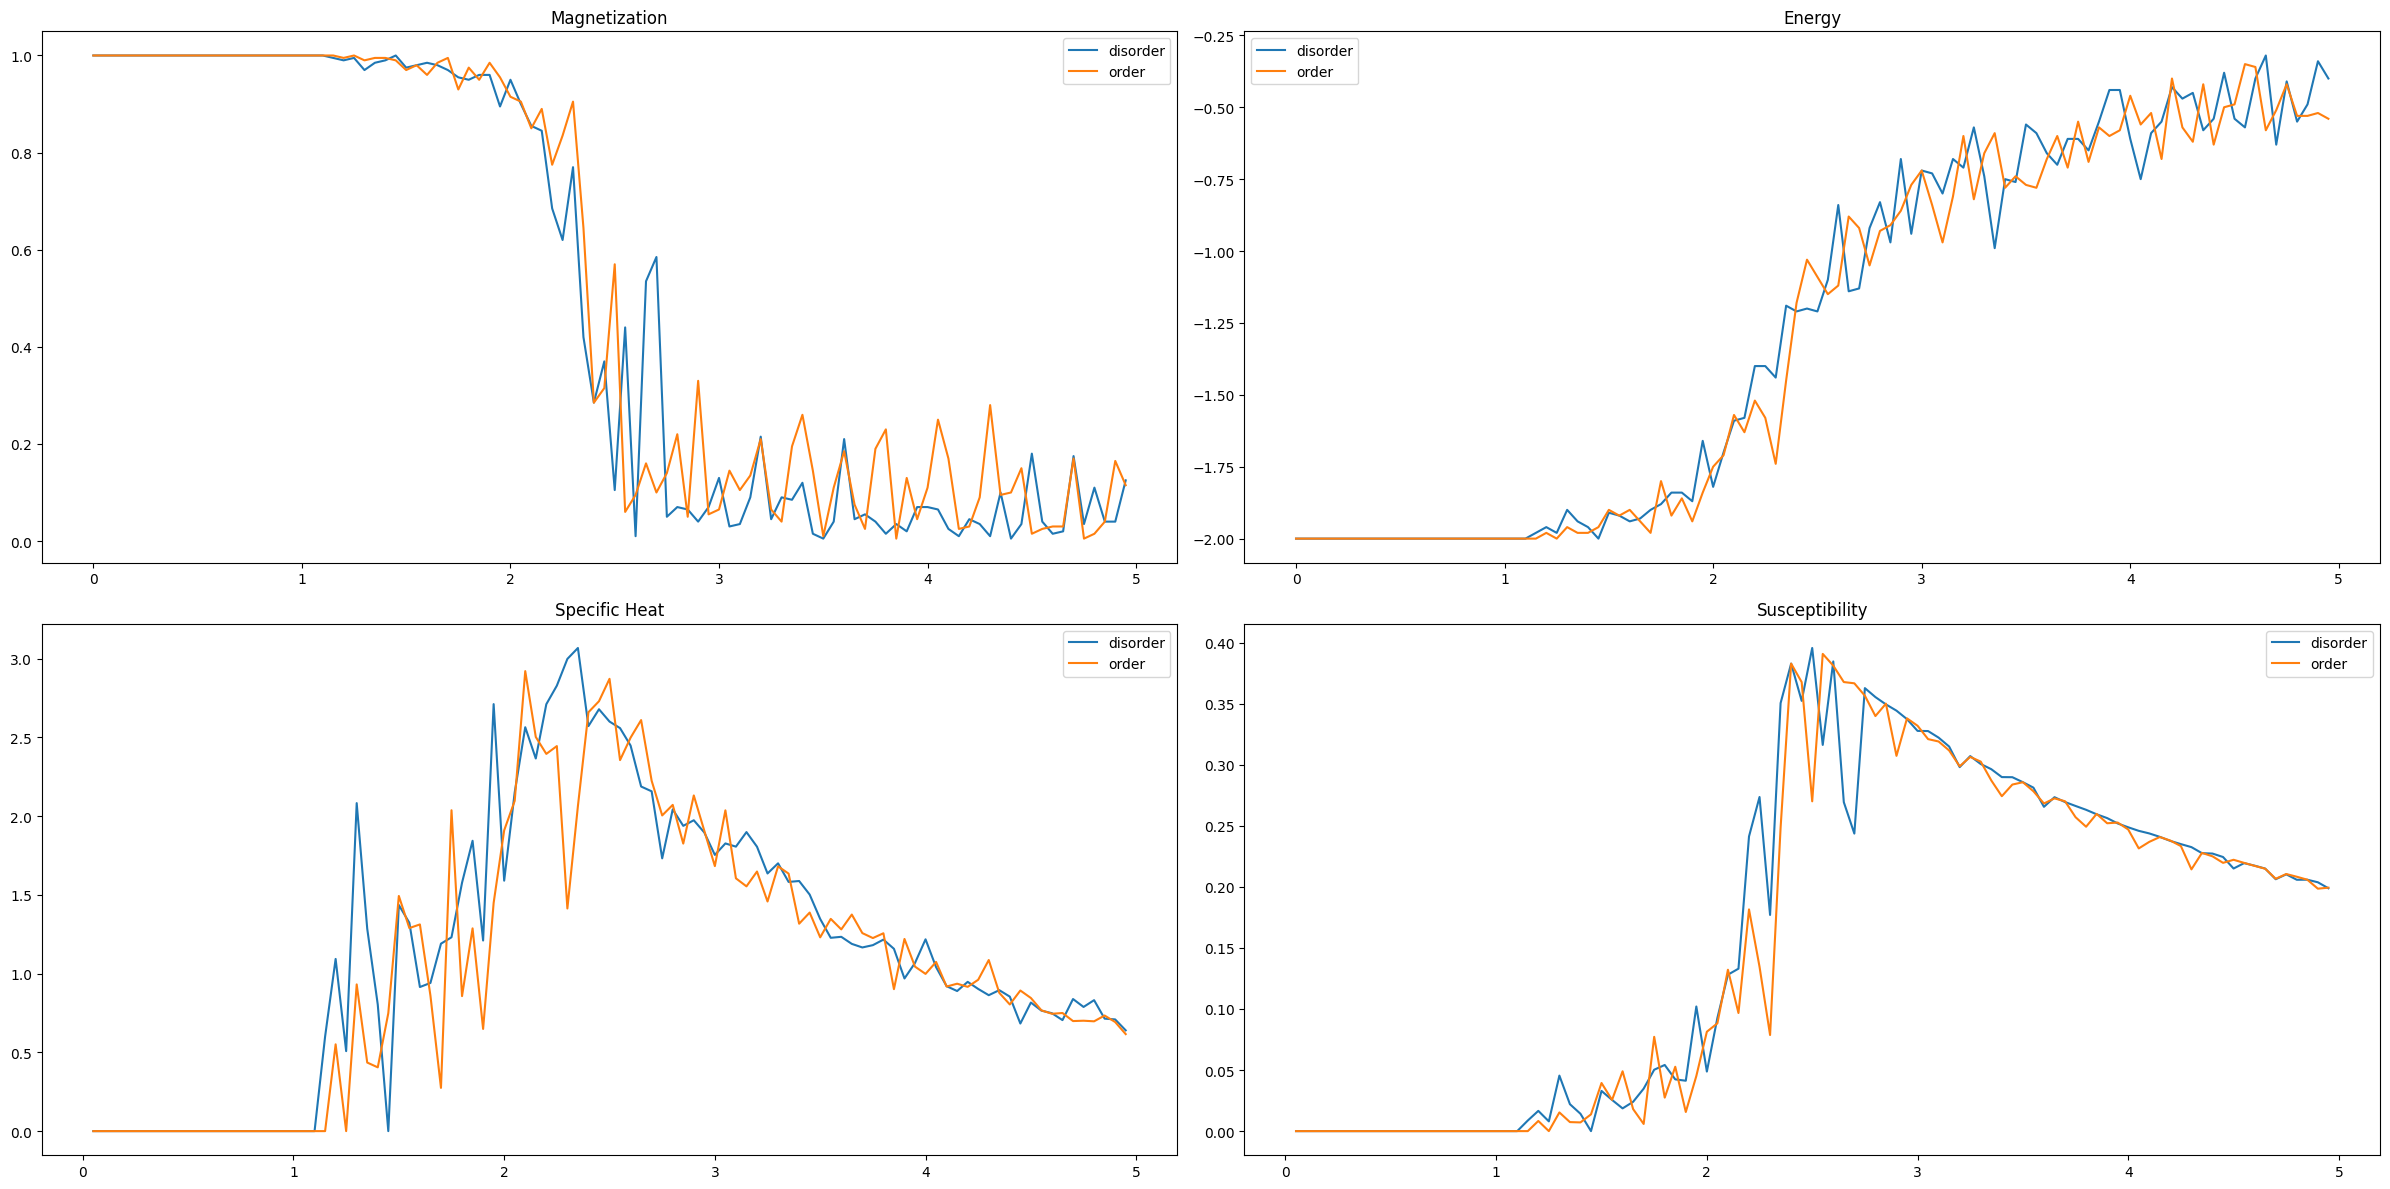 Magnetization
1.0
0.8
0.6
0.4
0.2
0.0
0 1 2 3 4 5
disorder
order
Energy
−0.25
−0.50
−0.75
−1.00
−1.25
−1.50
−1.75
−2.00
0 1 2 3 4 5
disorder
order
Specific Heat
3.0
2.5
2.0
1.5
1.0
0.5
0.0
0 1 2 3 4 5
disorder
order
Susceptibility
0.40
0.35
0.30
0.25
0.20
0.15
0.10
0.05
0.00
0 1 2 3 4 5
disorder
order